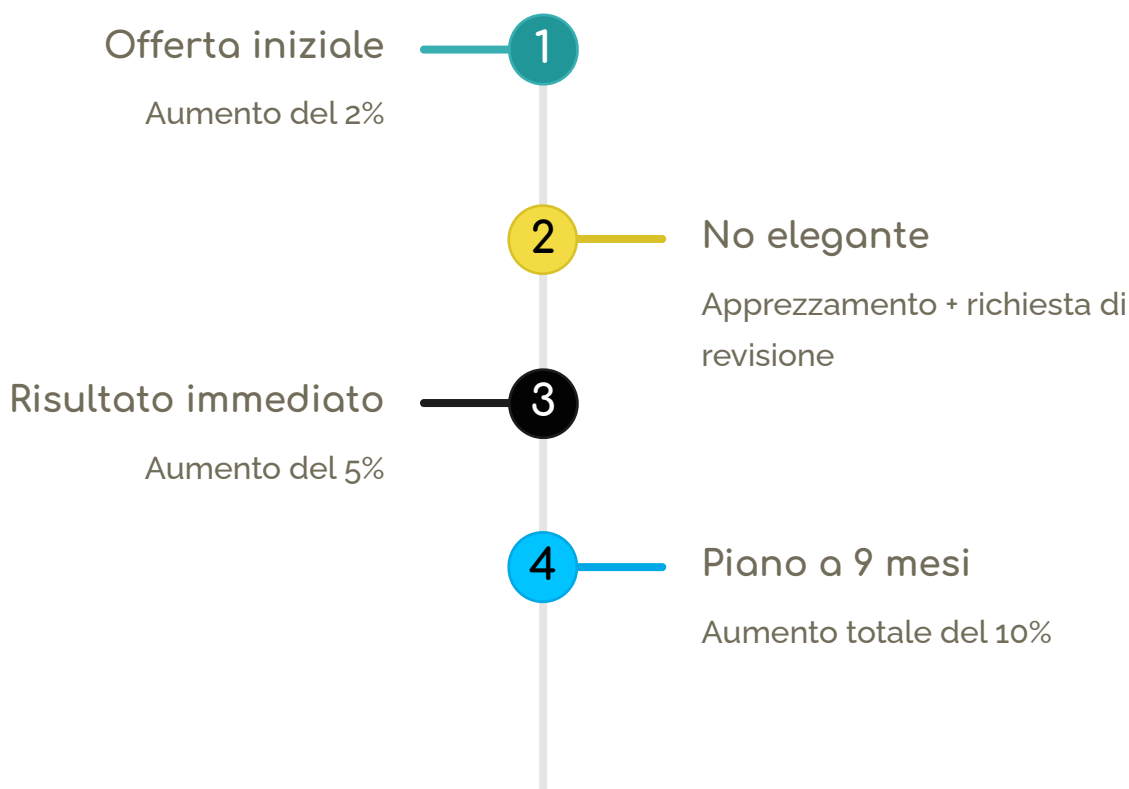 Offerta iniziale
1
Aumento del 2%
2
No elegante
Apprezzamento + richiesta di
revisione
Risultato immediato
3
Aumento del 5%
4
Piano a 9 mesi
Aumento totale del 10%